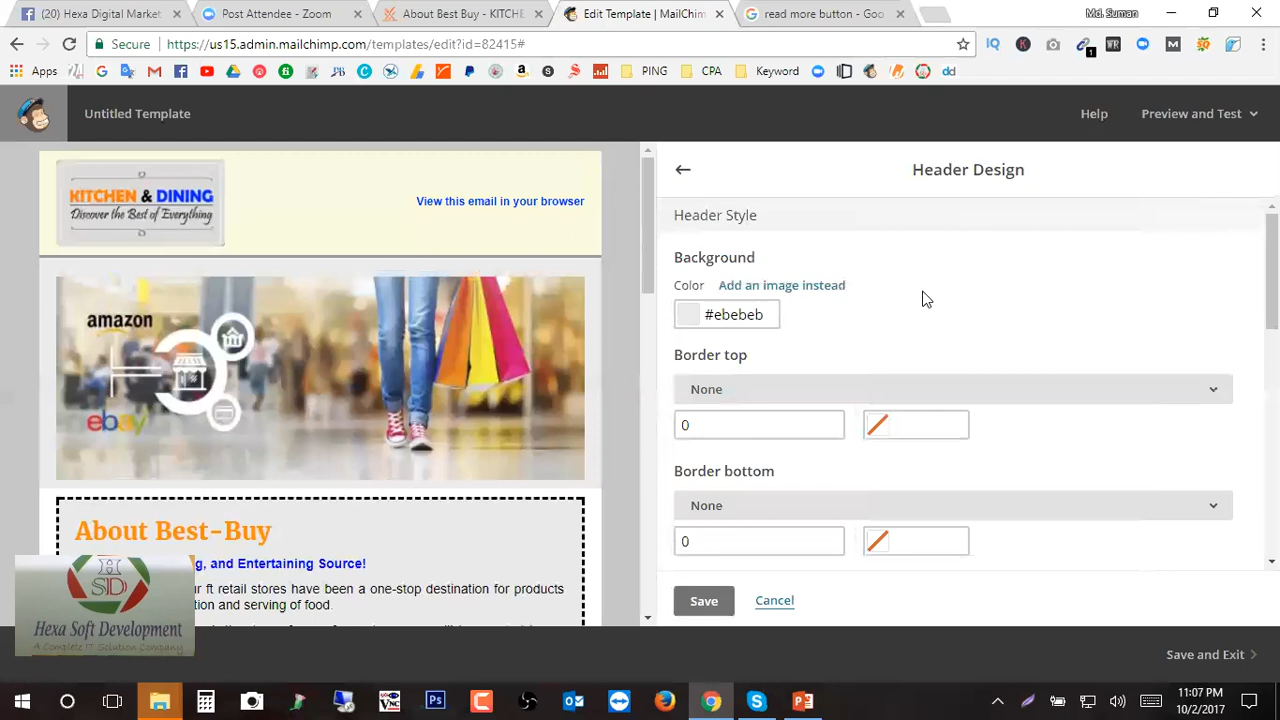 (20) Hexa Digital Market
Post Attendee - Zoom
About Best Buy - KITCHE
Edit Template | MailChim
read more button - Goo
Md. Suman
Secure
https://us15.admin.mailchimp.com/templates/edit?id=82415#
1
Apps
PING
CPA
Keyword
dd
Untitled Template
Help
Preview and Test
KITCHEN & DINING
Discover the Best of Everything
View this email in your browser
amazon
ebay
About Best-Buy
g, and Entertaining Source!
ur ft retail stores have been a one-stop destination for products
tion and serving of food.
HSD
Hexa Soft Development
A Complete IT Solution Company
Header Design
Header Style
Background
Color Add an image instead
#ebebeb
Border top
None
0
Border bottom
None
0
Save
Cancel
Save and Exit
11:07 PM
10/2/2017